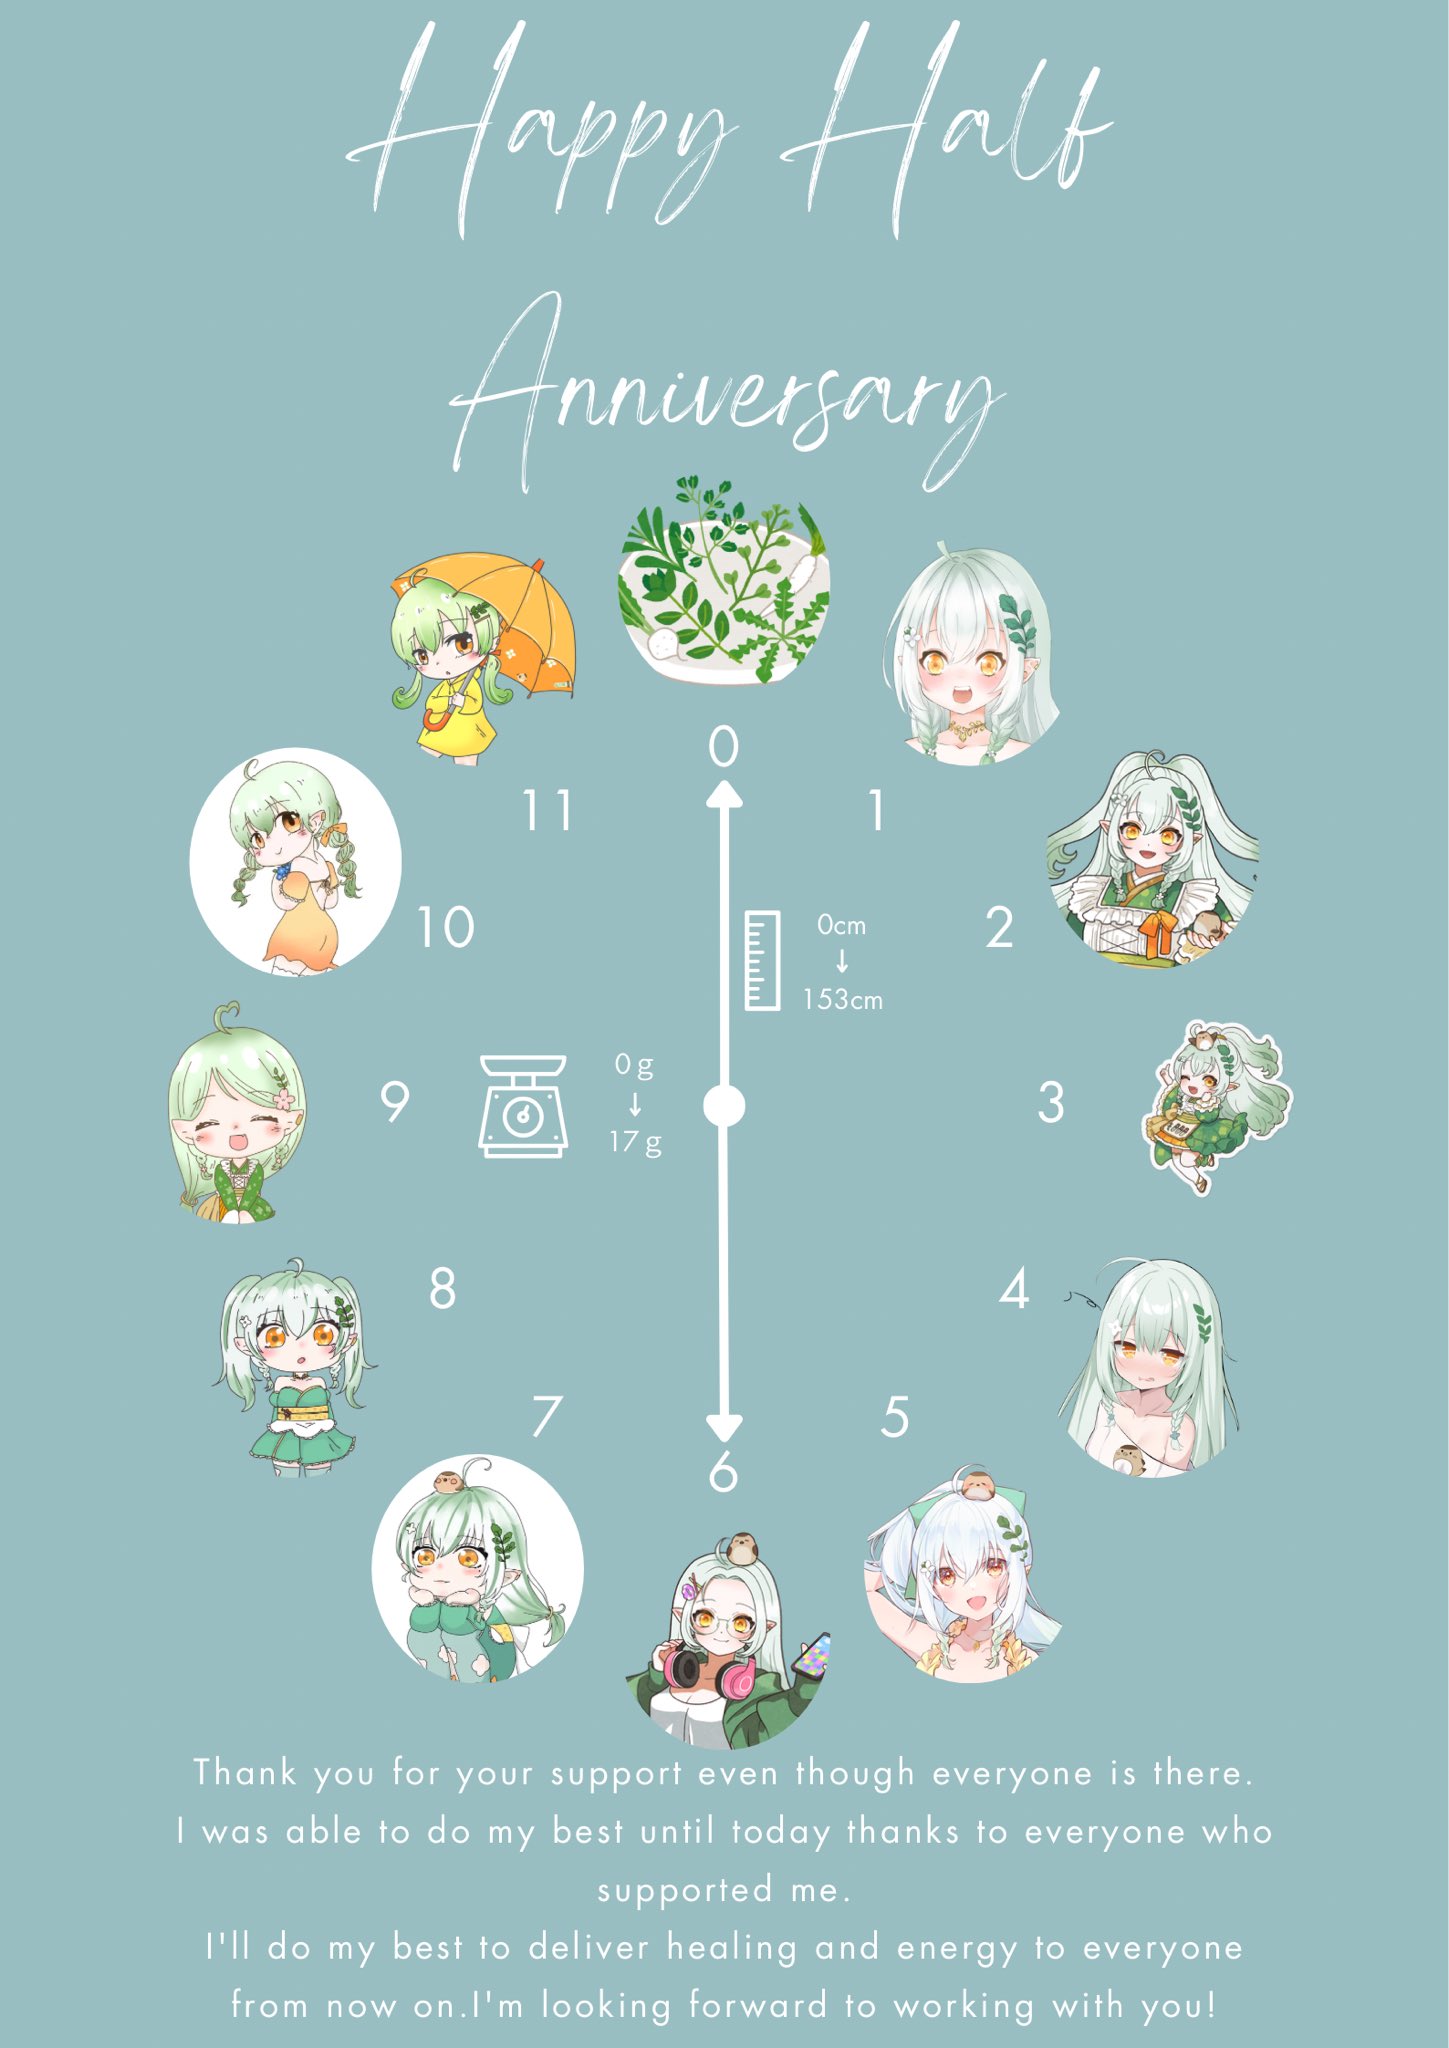 Happy Half
Anniversary
0
11
1
10
2
0cm
↓
153cm
9
0g
↓
17g
3
8
4
7
5
6
Thank you for your support even though everyone is there.
I was able to do my best until today thanks to everyone who
supported me.
I'll do my best to deliver healing and energy to everyone
from now on.I'm looking forward to working with you!